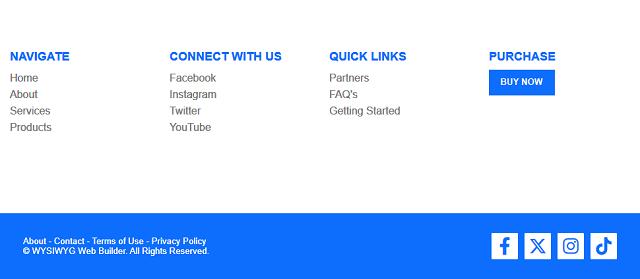 NAVIGATE
Home
About
Services
Products
CONNECT WITH US
Facebook
Instagram
Twitter
YouTube
QUICK LINKS
Partners
FAQ's
Getting Started
PURCHASE
BUY NOW
About - Contact - Terms of Use - Privacy Policy
© WYSIWYG Web Builder. All Rights Reserved.